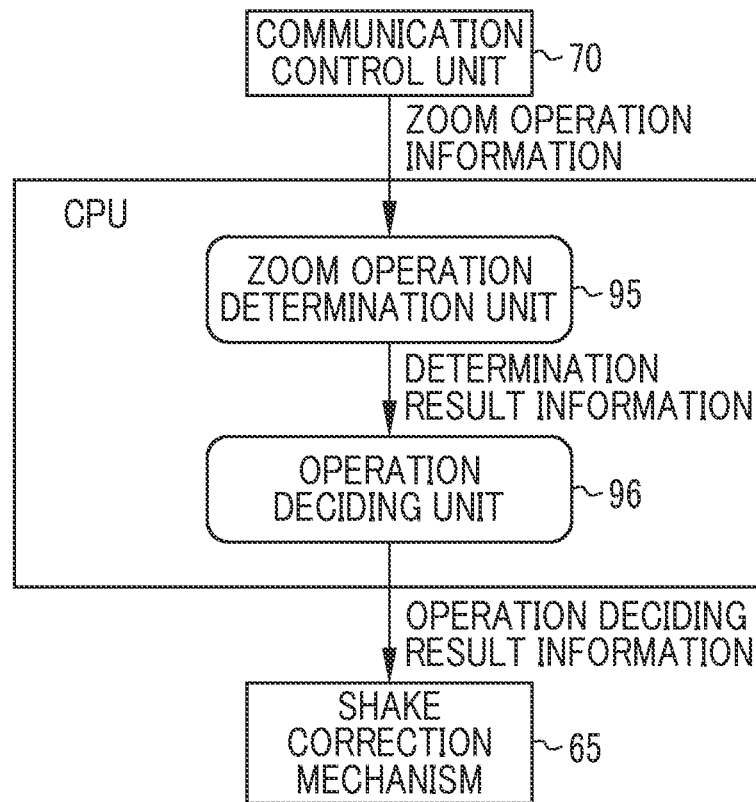 COMMUNICATION
CONTROL UNIT
70
ZOOM OPERATION
INFORMATION
CPU
ZOOM OPERATION
DETERMINATION UNIT
95
DETERMINATION
RESULT INFORMATION
OPERATION
DECIDING UNIT
96
OPERATION DECIDING
RESULT INFORMATION
SHAKE
CORRECTION
MECHANISM
65